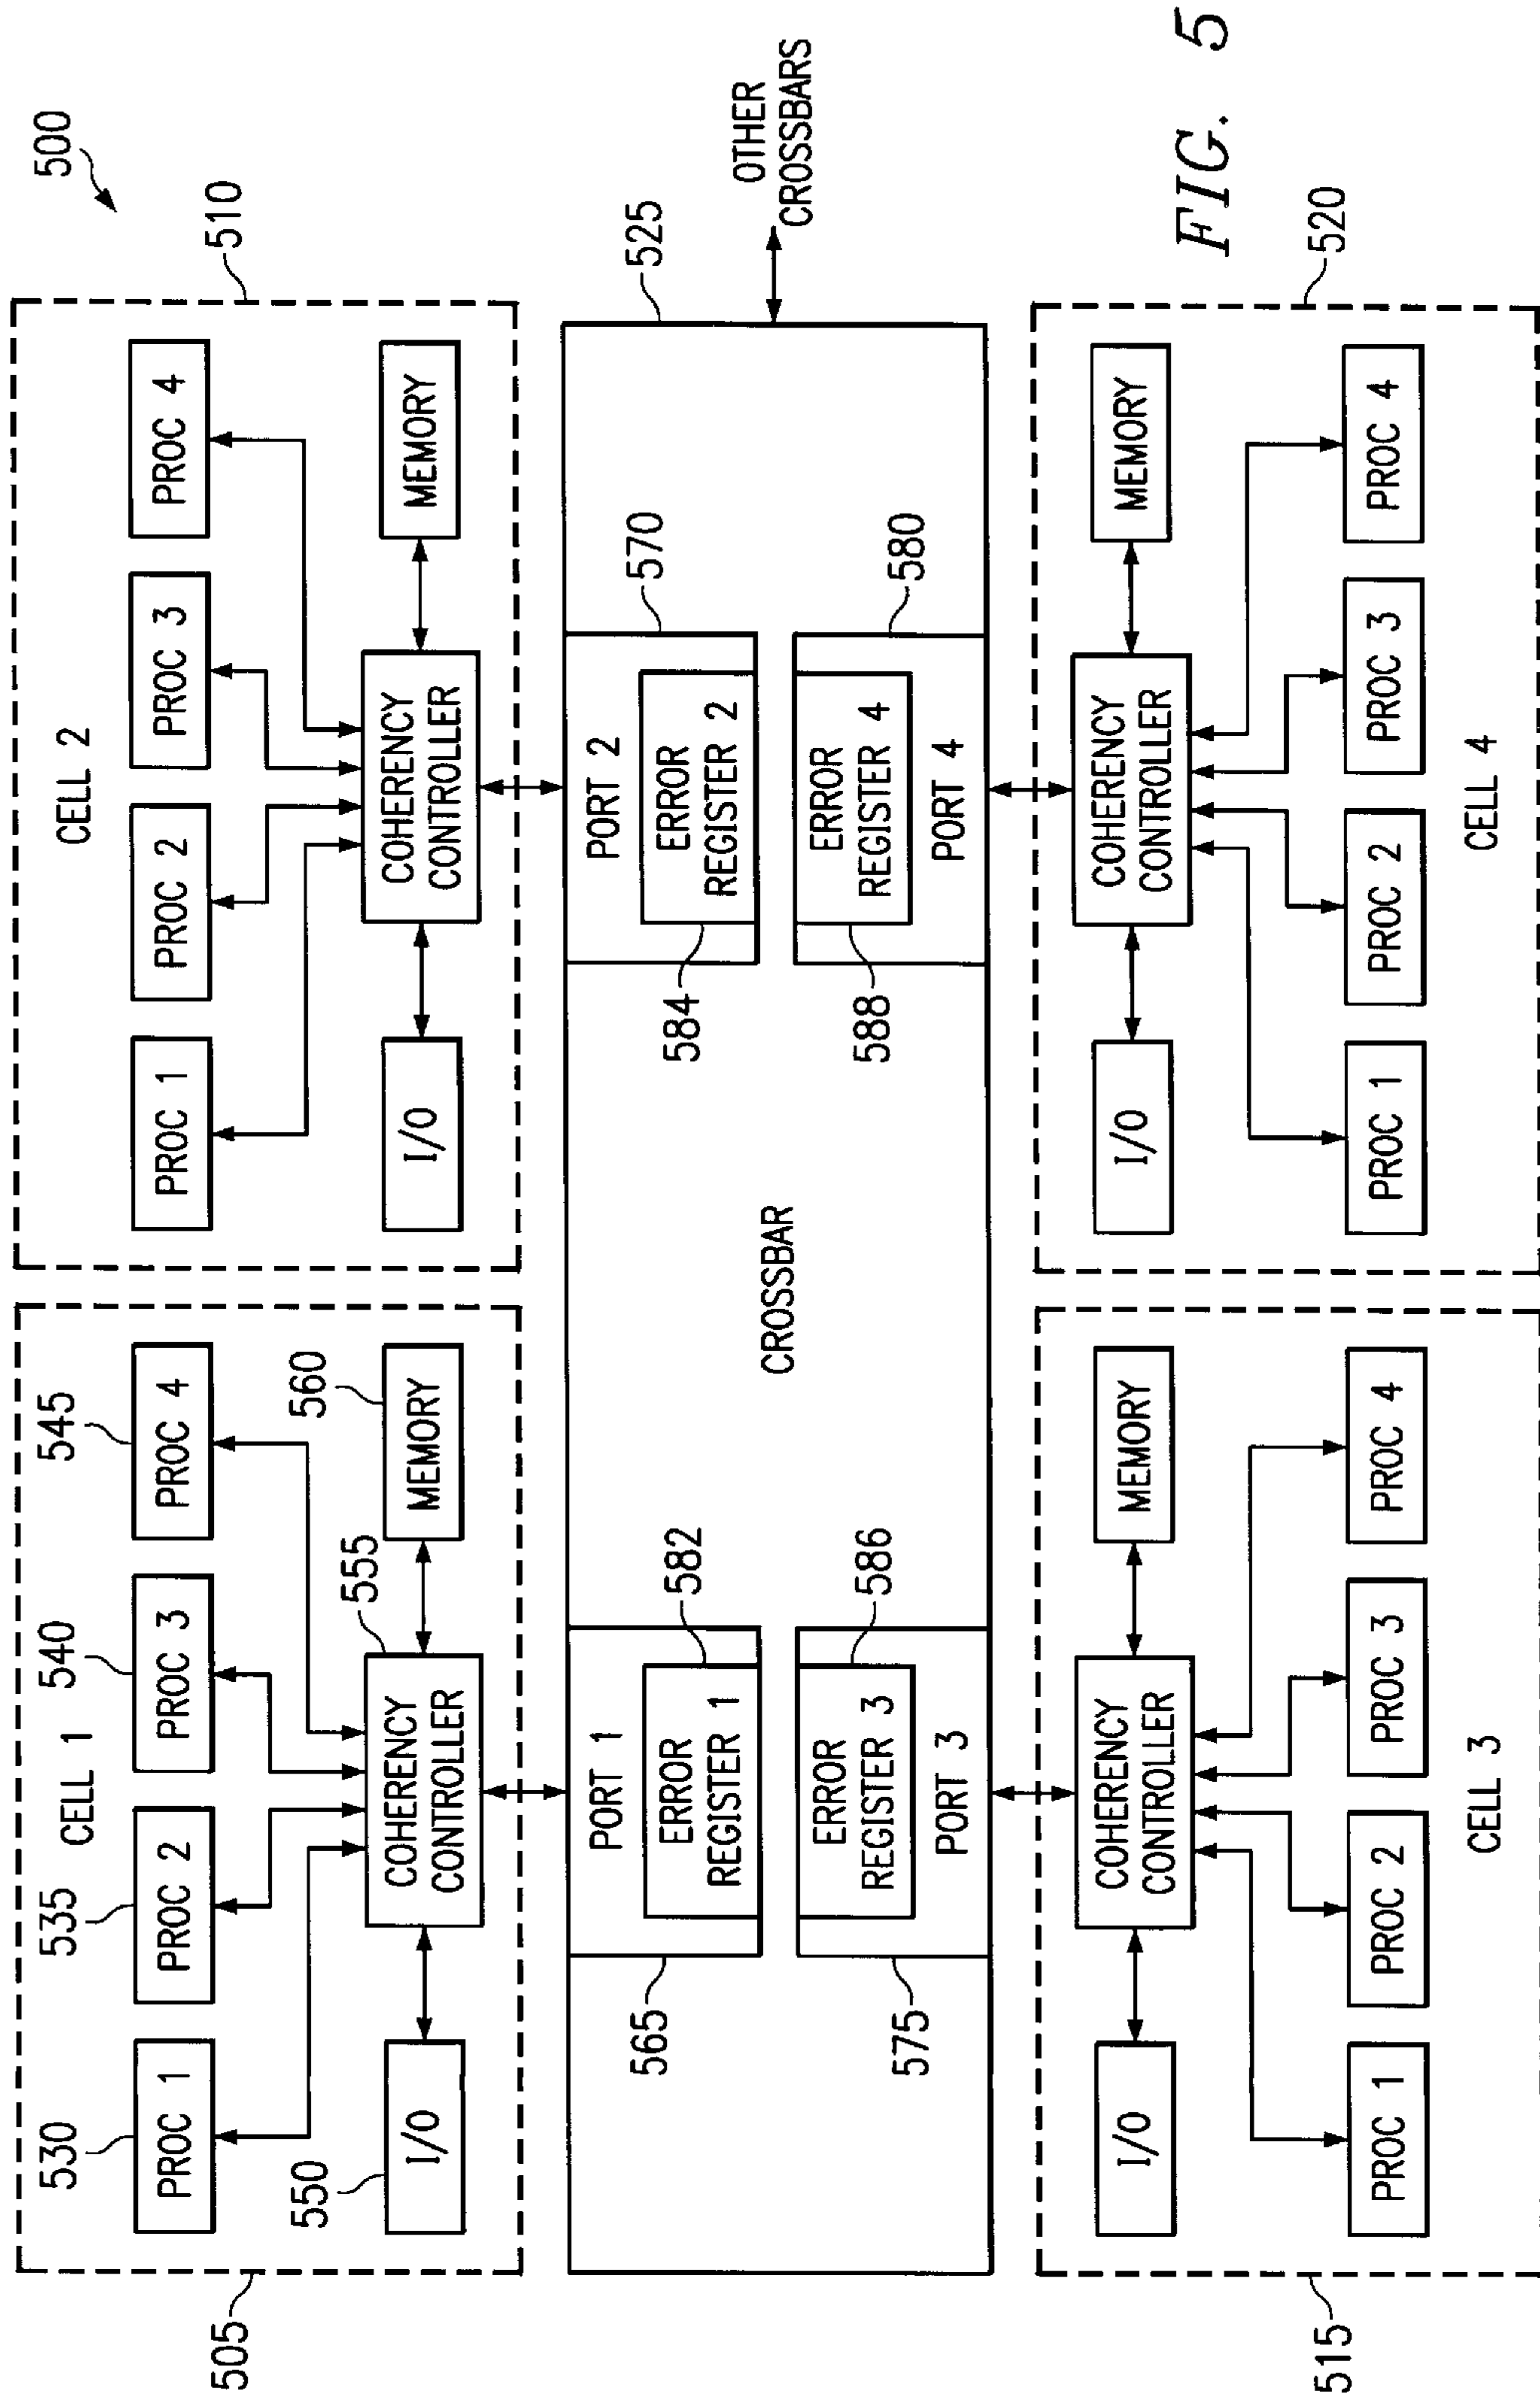 500
505
CELL 1
530
PROC 1
535
PROC 2
540
PROC 3
545
PROC 4
550
I/O
555
COHERENCY
CONTROLLER
560
MEMORY
510
CELL 2
PROC 1
PROC 2
PROC 3
PROC 4
I/O
COHERENCY
CONTROLLER
MEMORY
525
CROSSBAR
OTHER
CROSSBARS
565
PORT 1
582
ERROR
REGISTER 1
570
PORT 2
584
ERROR
REGISTER 2
575
586
ERROR
REGISTER 3
PORT 3
580
588
ERROR
REGISTER 4
PORT 4
515
I/O
COHERENCY
CONTROLLER
MEMORY
PROC 1
PROC 2
PROC 3
PROC 4
CELL 3
520
I/O
COHERENCY
CONTROLLER
MEMORY
PROC 1
PROC 2
PROC 3
PROC 4
CELL 4
FIG. 5